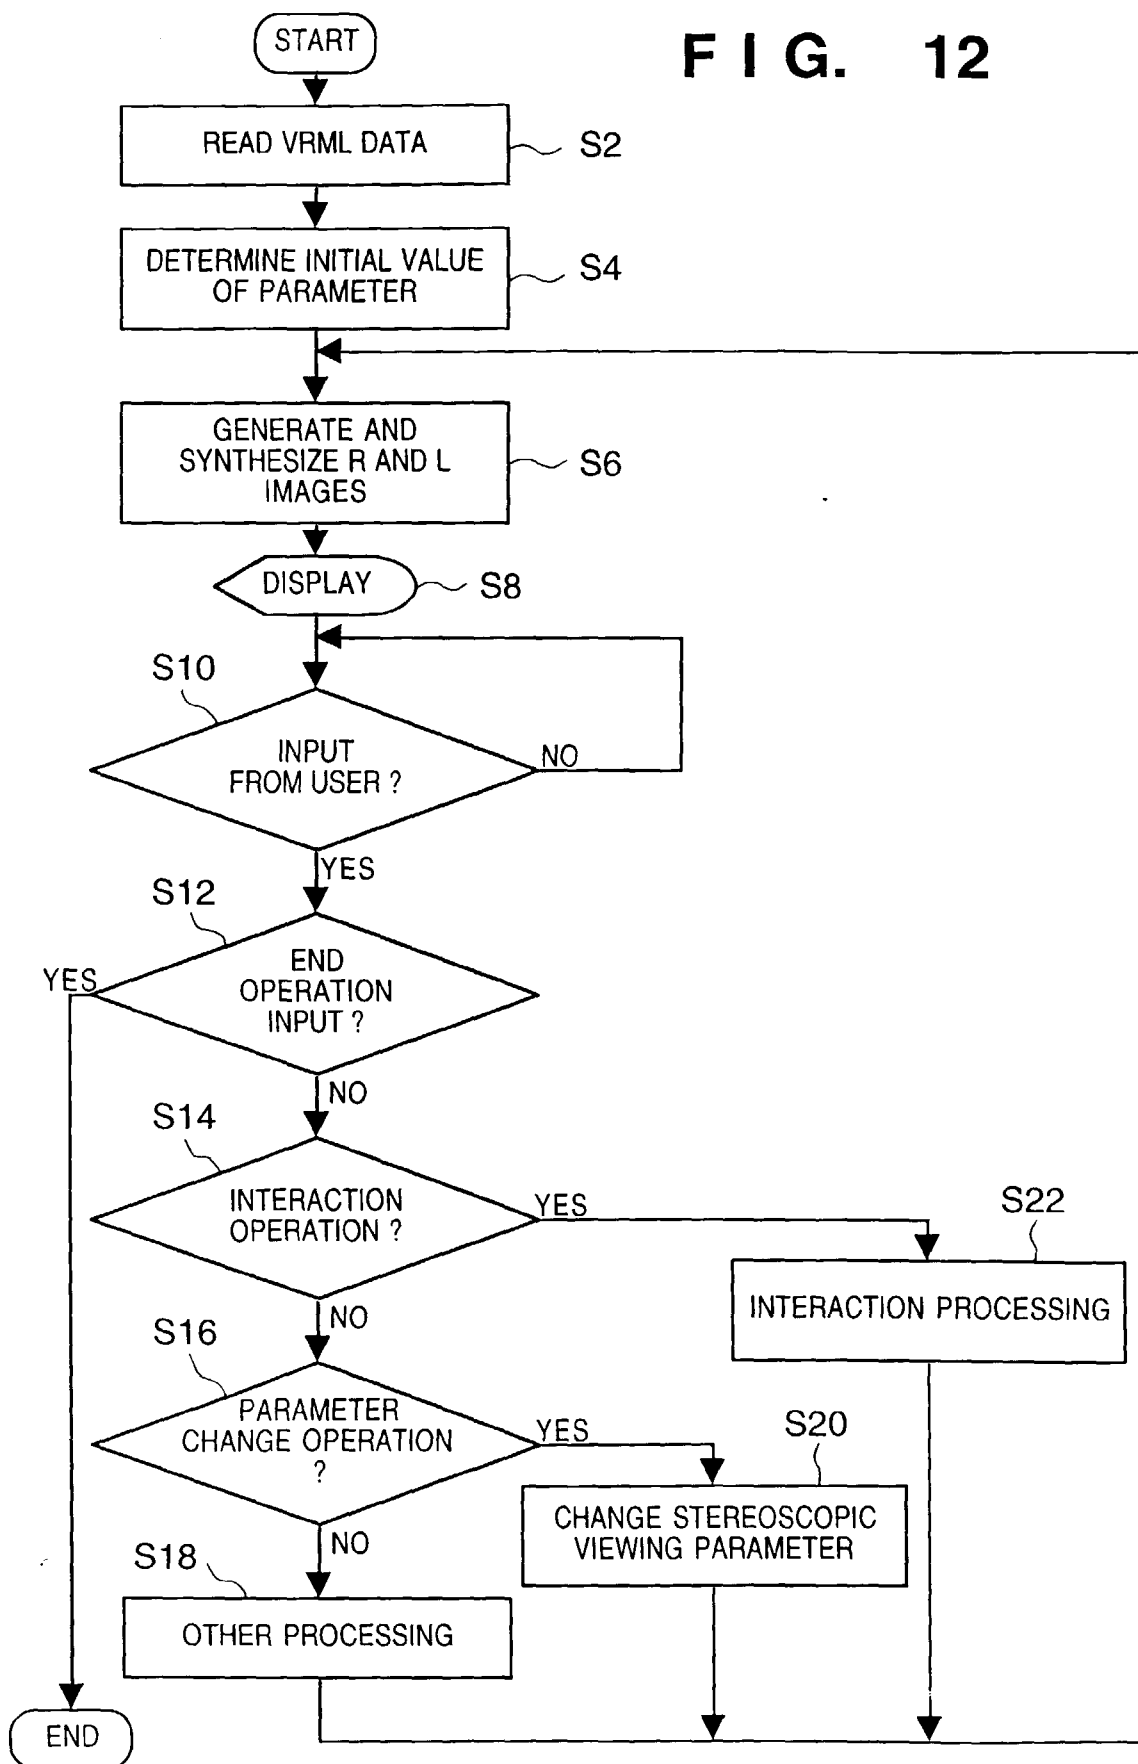 START
FIG. 12
READ VRML DATA
S2
DETERMINE INITIAL VALUE
OF PARAMETER
S4
GENERATE AND
SYNTHESIZE R AND L
IMAGES
S6
DISPLAY
S8
S10
INPUT
FROM USER ?
NO
YES
S12
END
OPERATION
INPUT ?
YES
NO
S14
INTERACTION
OPERATION ?
YES
S22
INTERACTION PROCESSING
NO
S16
PARAMETER
CHANGE OPERATION
?
YES
S20
CHANGE STEREOSCOPIC
VIEWING PARAMETER
NO
S18
OTHER PROCESSING
END